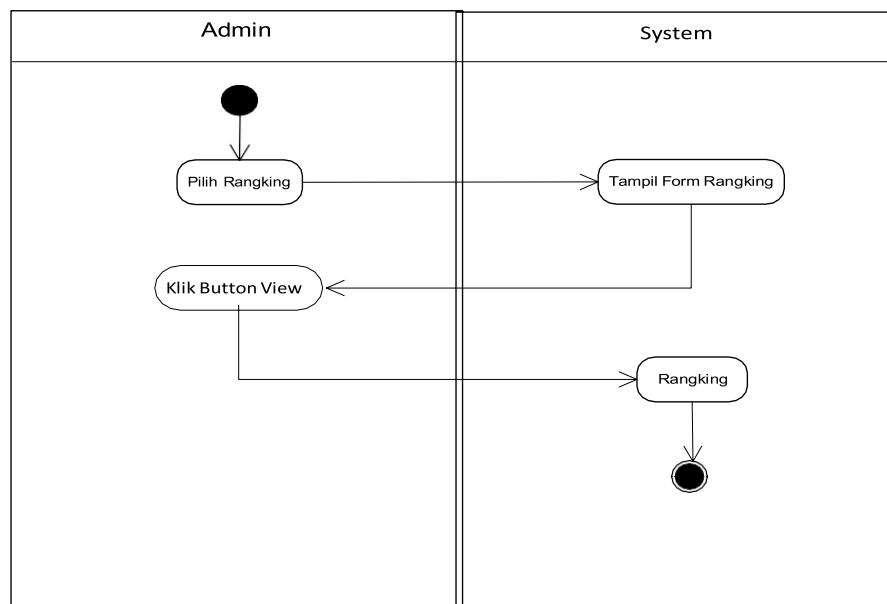 Admin
System
Pilih Rangking
Tampil Form Rangking
Klik Button View
Rangking